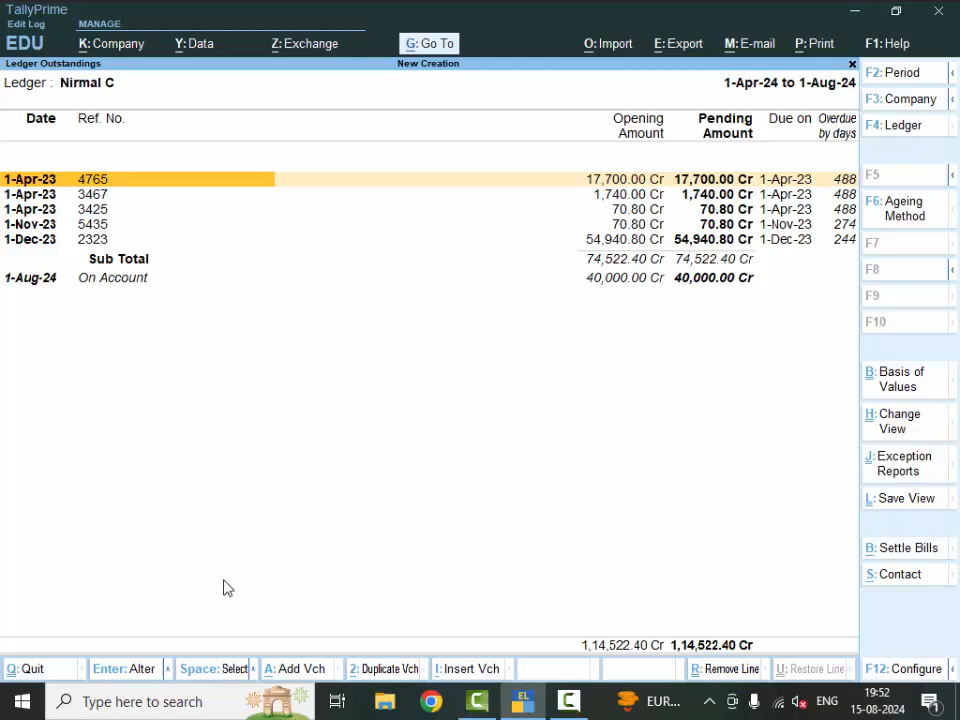 TallyPrime
Edit Log
EDU
MANAGE
K: Company
Y: Data
Z: Exchange
G: Go To
O: Import
E: Export
M: E-mail
P: Print
F1: Help
Ledger Outstandings
New Creation
Ledger : Nirmal C
1-Apr-24 to 1-Aug-24
Date Ref. No. Opening Amount Pending Amount Due on Overdue by days
1-Apr-23 4765 17,700.00 Cr 17,700.00 Cr 1-Apr-23 488
1-Apr-23 3467 1,740.00 Cr 1,740.00 Cr 1-Apr-23 488
1-Apr-23 3425 70.80 Cr 70.80 Cr 1-Apr-23 488
1-Nov-23 5435 70.80 Cr 70.80 Cr 1-Nov-23 274
1-Dec-23 2323 54,940.80 Cr 54,940.80 Cr 1-Dec-23 244
Sub Total 74,522.40 Cr 74,522.40 Cr
1-Aug-24 On Account 40,000.00 Cr 40,000.00 Cr
1,14,522.40 Cr 1,14,522.40 Cr
F2: Period
F3: Company
F4: Ledger
F5
F6: Ageing
Method
F7
F8
F9
F10
B: Basis of
Values
H: Change
View
J: Exception
Reports
L: Save View
B: Settle Bills
S: Contact
Q: Quit
Enter: Alter
Space: Select
A: Add Vch
2: Duplicate Vch
I: Insert Vch
R: Remove Line
U: Restore Line
F12: Configure
Type here to search
EL
EUR...
ENG
19:52
15-08-2024
1